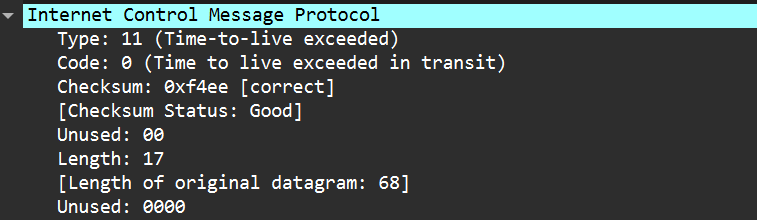 Internet Control Message Protocol
Type: 11 (Time-to-live exceeded)
Code: 0 (Time to live exceeded in transit)
Checksum: 0xf4ee [correct]
[Checksum Status: Good]
Unused: 00
Length: 17
[Length of original datagram: 68]
Unused: 0000